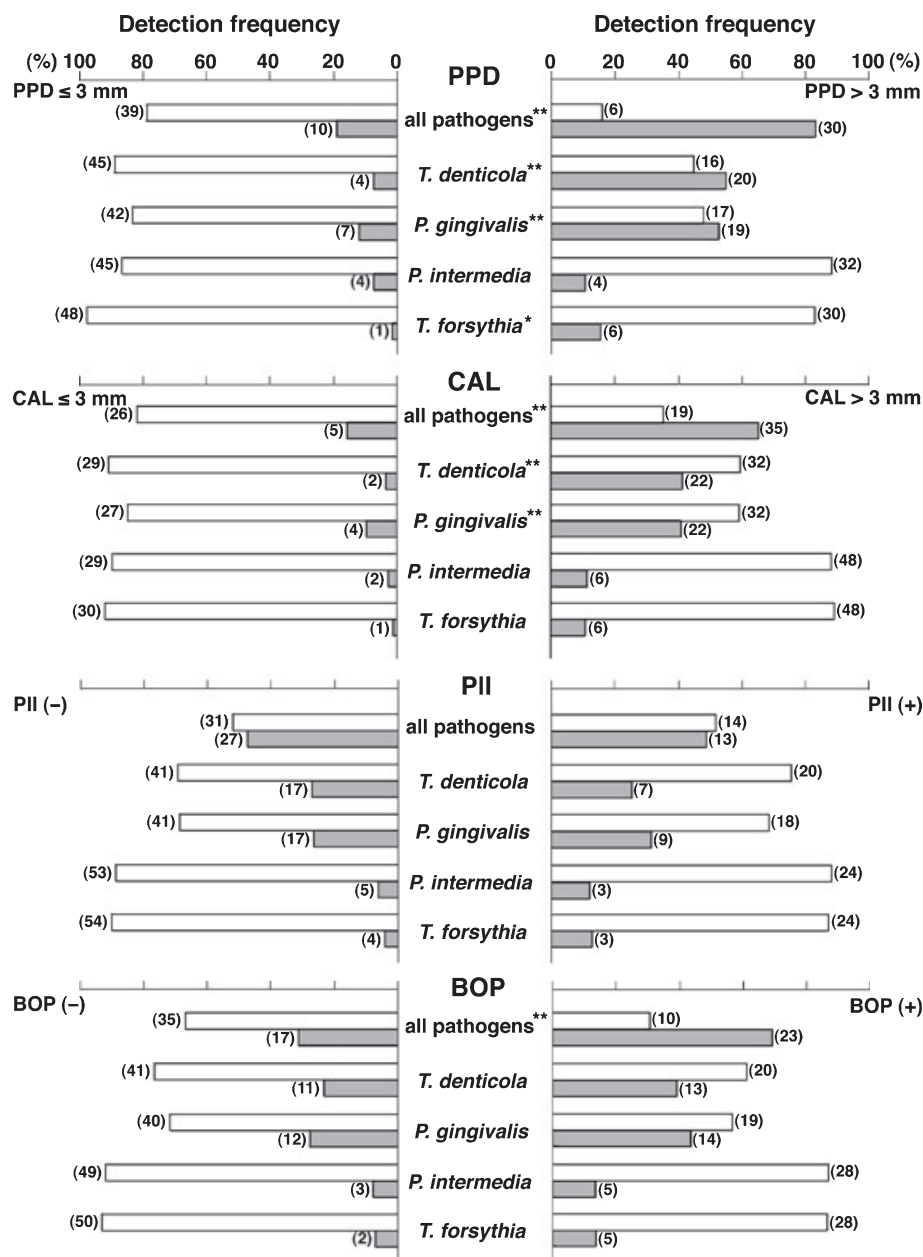 Detection frequency Detection frequency
(%) 100 80 60 40 20 0 0 20 40 60 80 100 (%)
PPD
PPD ≤ 3 mm PPD > 3 mm
(39) all pathogens** (6)
(10) (30)
(45) T. denticola** (16)
(4) (20)
(42) P. gingivalis** (17)
(7) (19)
(45) P. intermedia (32)
(4) (4)
(48) T. forsythia* (30)
(1) (6)
CAL
CAL ≤ 3 mm CAL > 3 mm
(26) all pathogens** (19)
(5) (35)
(29) T. denticola** (32)
(2) (22)
(27) P. gingivalis** (32)
(4) (22)
(29) P. intermedia (48)
(2) (6)
(30) T. forsythia (48)
(1) (6)
PlI
PlI (−) PlI (+)
(31) all pathogens (14)
(27) (13)
(41) T. denticola (20)
(17) (7)
(41) P. gingivalis (18)
(17) (9)
(53) P. intermedia (24)
(5) (3)
(54) T. forsythia (24)
(4) (3)
BOP
BOP (−) BOP (+)
(35) all pathogens** (10)
(17) (23)
(41) T. denticola (20)
(11) (13)
(40) P. gingivalis (19)
(12) (14)
(49) P. intermedia (28)
(3) (5)
(50) T. forsythia (28)
(2) (5)